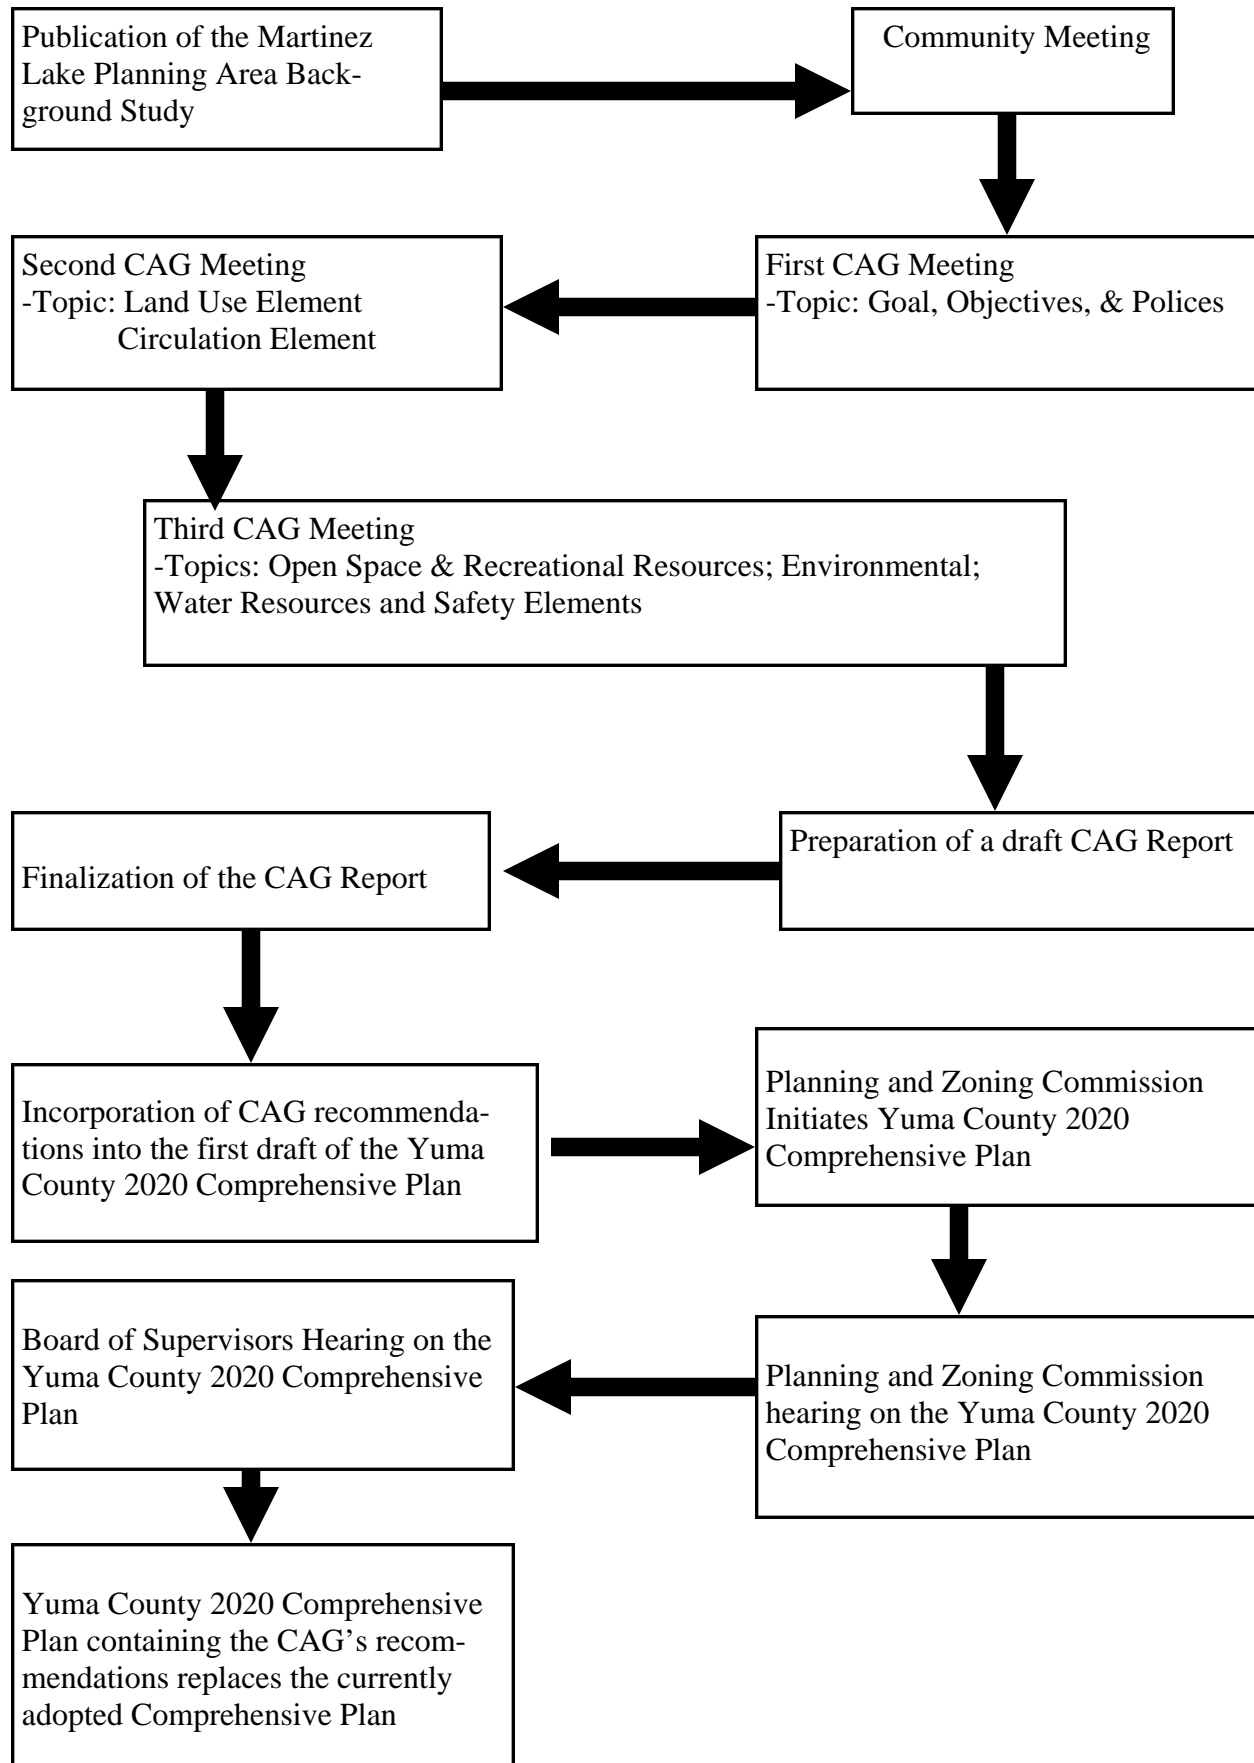 Publication of the Martinez
Lake Planning Area Back-
ground Study
Community Meeting
First CAG Meeting
-Topic: Goal, Objectives, & Polices
Second CAG Meeting
-Topic: Land Use Element
Circulation Element
Third CAG Meeting
-Topics: Open Space & Recreational Resources; Environmental;
Water Resources and Safety Elements
Preparation of a draft CAG Report
Finalization of the CAG Report
Incorporation of CAG recommenda-
tions into the first draft of the Yuma
County 2020 Comprehensive Plan
Planning and Zoning Commission
Initiates Yuma County 2020
Comprehensive Plan
Planning and Zoning Commission
hearing on the Yuma County 2020
Comprehensive Plan
Board of Supervisors Hearing on the
Yuma County 2020 Comprehensive
Plan
Yuma County 2020 Comprehensive
Plan containing the CAG’s recom-
mendations replaces the currently
adopted Comprehensive Plan